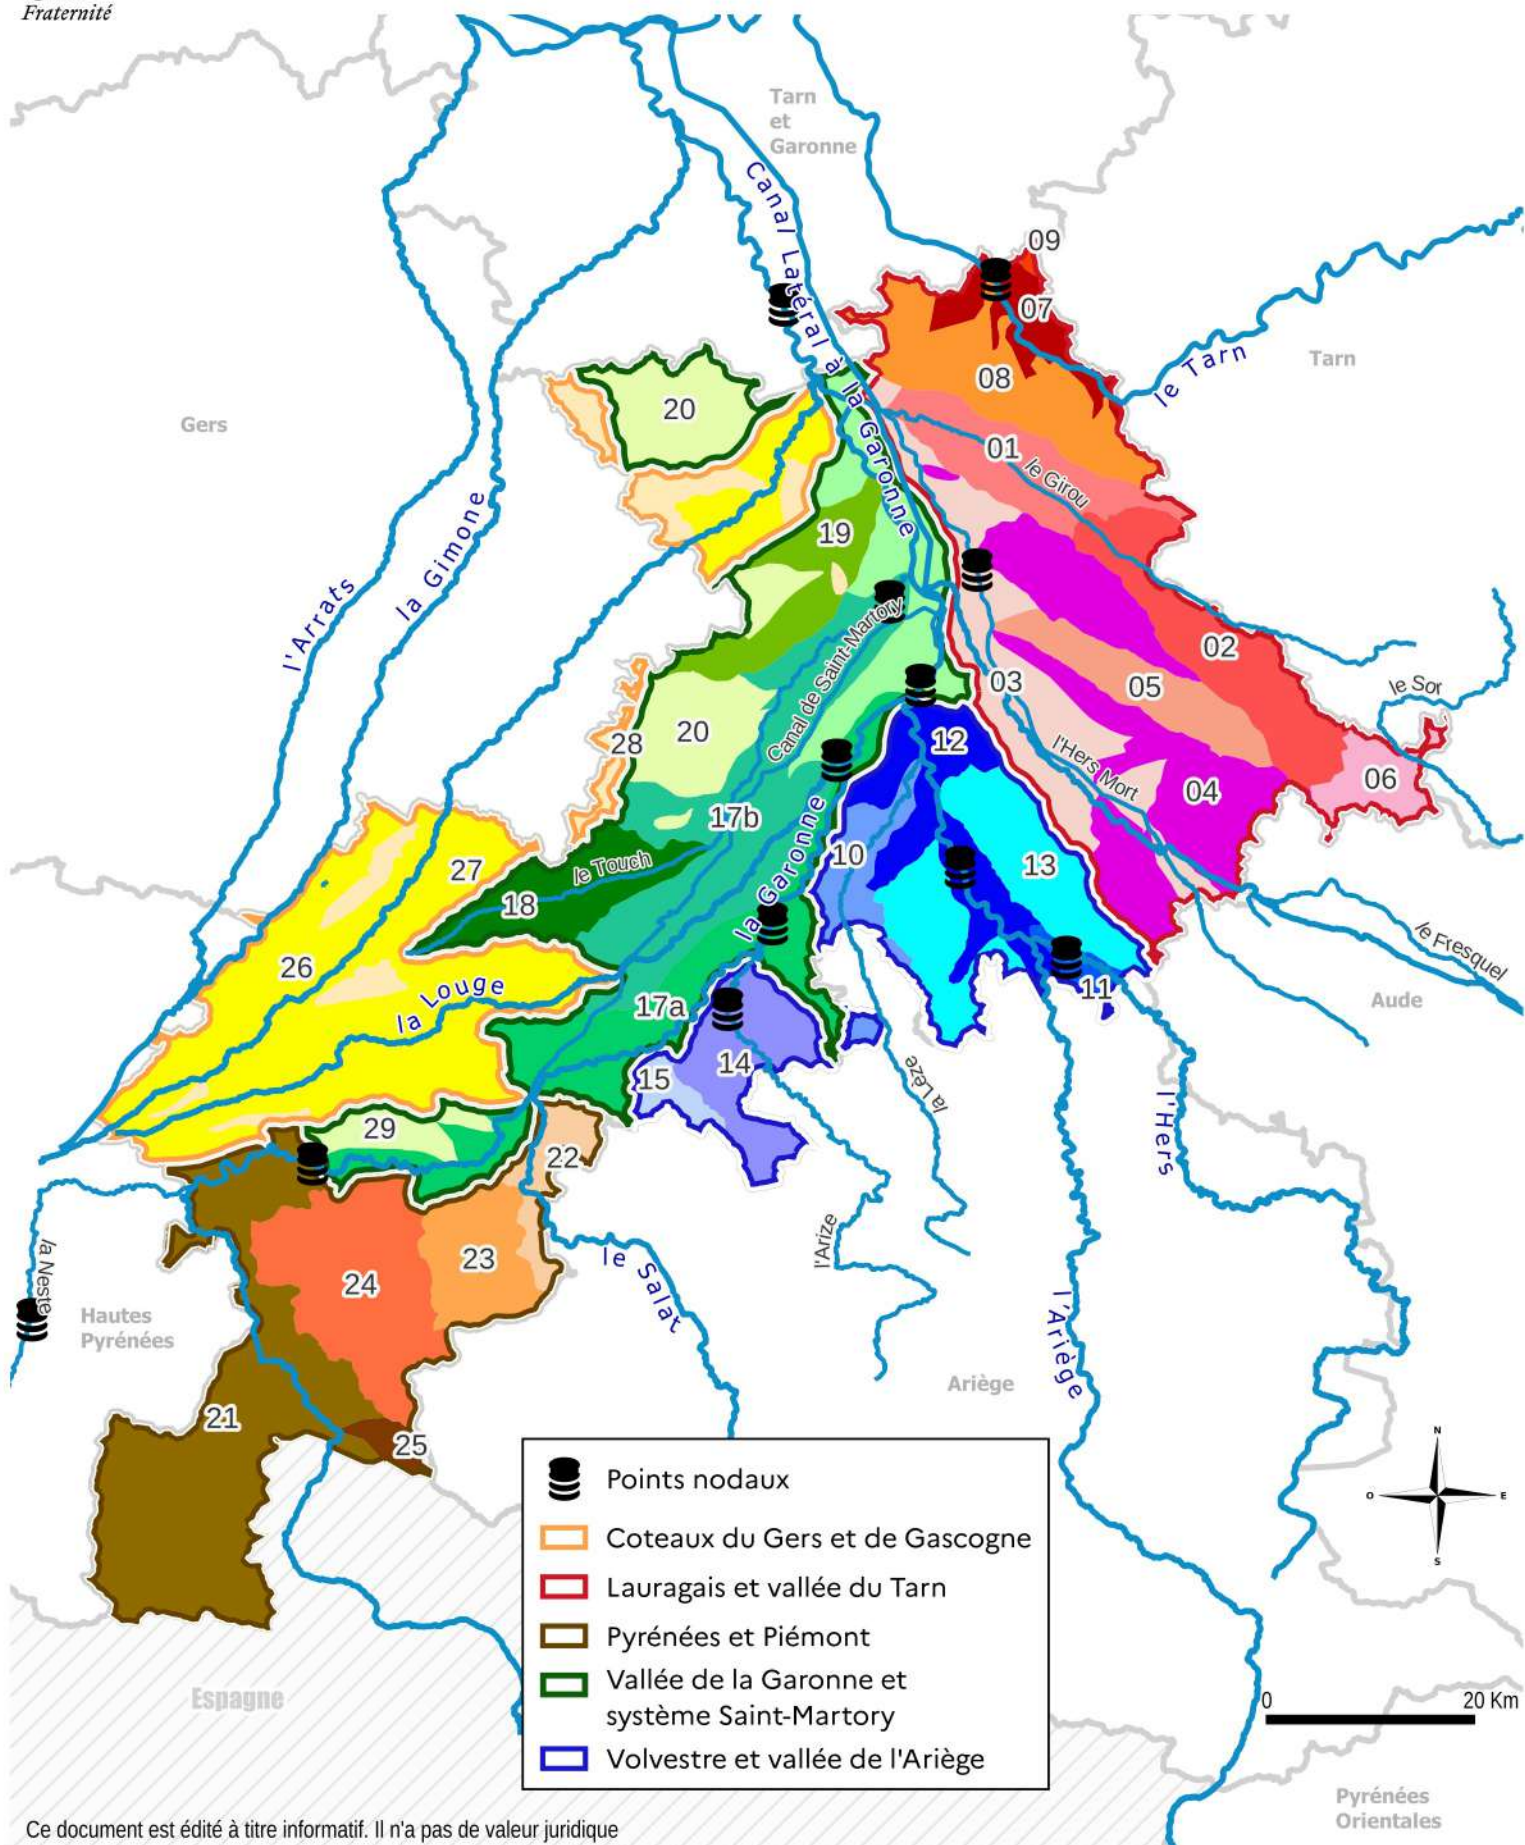 Fraternité
Tarn
et
Garonne
Canal Latéral à la Garonne
09
07
le Tarn
Tarn
08
20
Gers
01
le Girou
19
la Gimone
l'Arrats
Canal de Saint-Martory
02
03
05
le Sor
28
20
12
l'Hers Mort
06
04
17b
la Garonne
10
13
27
le Touch
18
le Fresquel
26
la Louge
11
Aude
17a
14
15
la Lèze
29
22
l'Hers
la Neste
l'Arize
le Salat
23
24
Hautes
Pyrénées
l'Ariège
Ariège
21
25
N
O
E
S
Points nodaux
Coteaux du Gers et de Gascogne
Lauragais et vallée du Tarn
Pyrénées et Piémont
Vallée de la Garonne et
système Saint-Martory
Volvestre et vallée de l'Ariège
Espagne
0
20 Km
Pyrénées
Orientales
Ce document est édité à titre informatif. Il n'a pas de valeur juridique